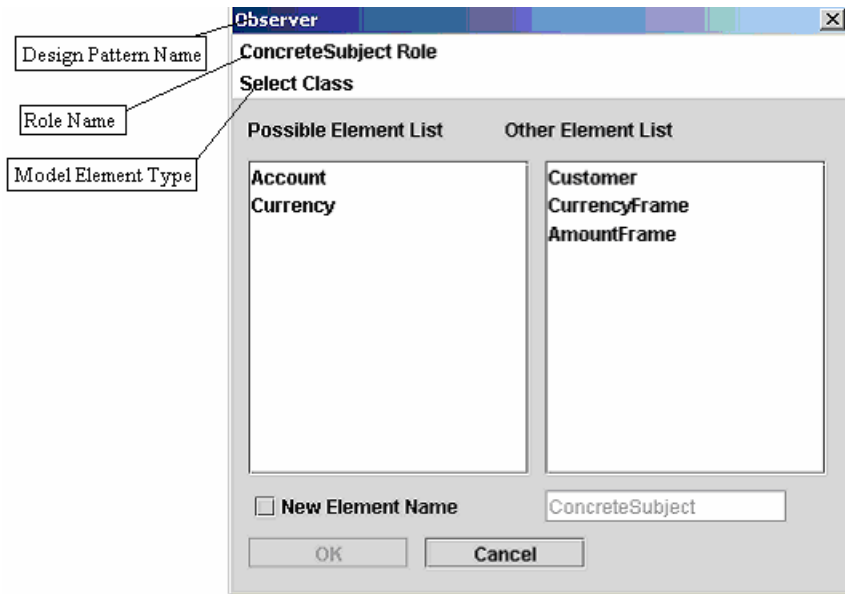 Observer
Design Pattern Name
ConcreteSubject Role
Select Class
Role Name
Possible Element List Other Element List
Model Element Type
Account Customer
Currency CurrencyFrame
AmountFrame
New Element Name ConcreteSubject
OK Cancel